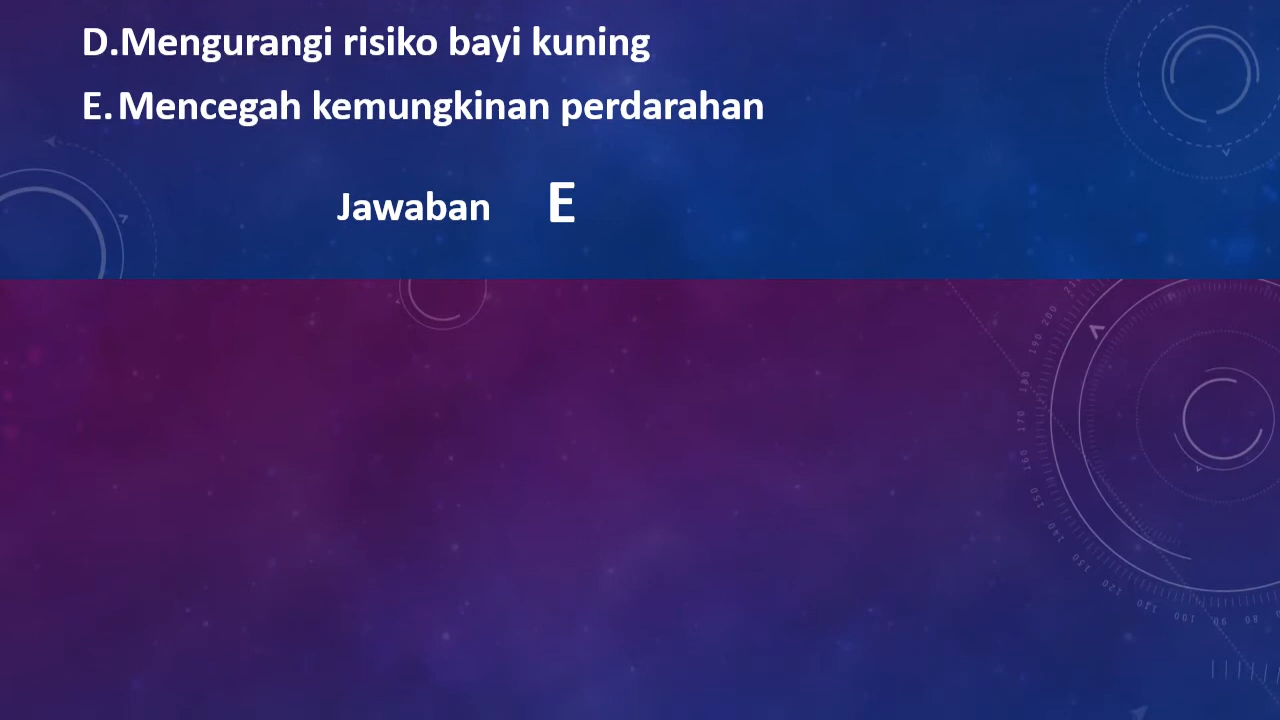 D.Mengurangi risiko bayi kuning
E. Mencegah kemungkinan perdarahan
Jawaban E